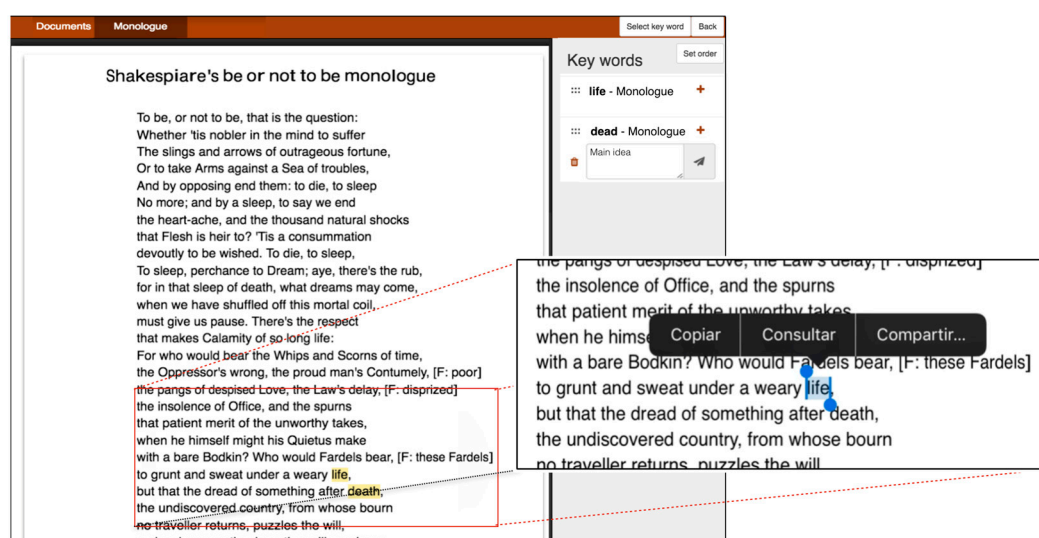 Documents
Monologue
Select key word
Back
Shakespiare's be or not to be monologue
To be, or not to be, that is the question:
Whether 'tis nobler in the mind to suffer
The slings and arrows of outrageous fortune,
Or to take Arms against a Sea of troubles,
And by opposing end them: to die, to sleep
No more; and by a sleep, to say we end
the heart-ache, and the thousand natural shocks
that Flesh is heir to? 'Tis a consummation
devoutly to be wished. To die, to sleep,
To sleep, perchance to Dream; aye, there's the rub,
for in that sleep of death, what dreams may come,
when we have shuffled off this mortal coil,
must give us pause. There's the respect
that makes Calamity of so long life:
For who would bear the Whips and Scorns of time,
the Oppressor's wrong, the proud man's Contumely, [F: poor]
the pangs of despised Love, the Law's delay, [F: disprized]
the insolence of Office, and the spurns
that patient merit of the unworthy takes,
when he himself might his Quietus make
with a bare Bodkin? Who would Fardels bear, [F: these Fardels]
to grunt and sweat under a weary life,
but that the dread of something after death,
the undiscovered country, from whose bourn
no traveller returns, puzzles the will,
Key words
Set order
life - Monologue +
dead - Monologue +
Main idea
the pangs of despised Love, the Law's delay, [F: disprized]
the insolence of Office, and the spurns
that patient merit of the unworthy takes
when he himse
Copiar
Consultar
Compartir...
with a bare Bodkin? Who would Fardels bear, [F: these Fardels]
to grunt and sweat under a weary life,
but that the dread of something after death,
the undiscovered country, from whose bourn
no traveller returns, puzzles the will